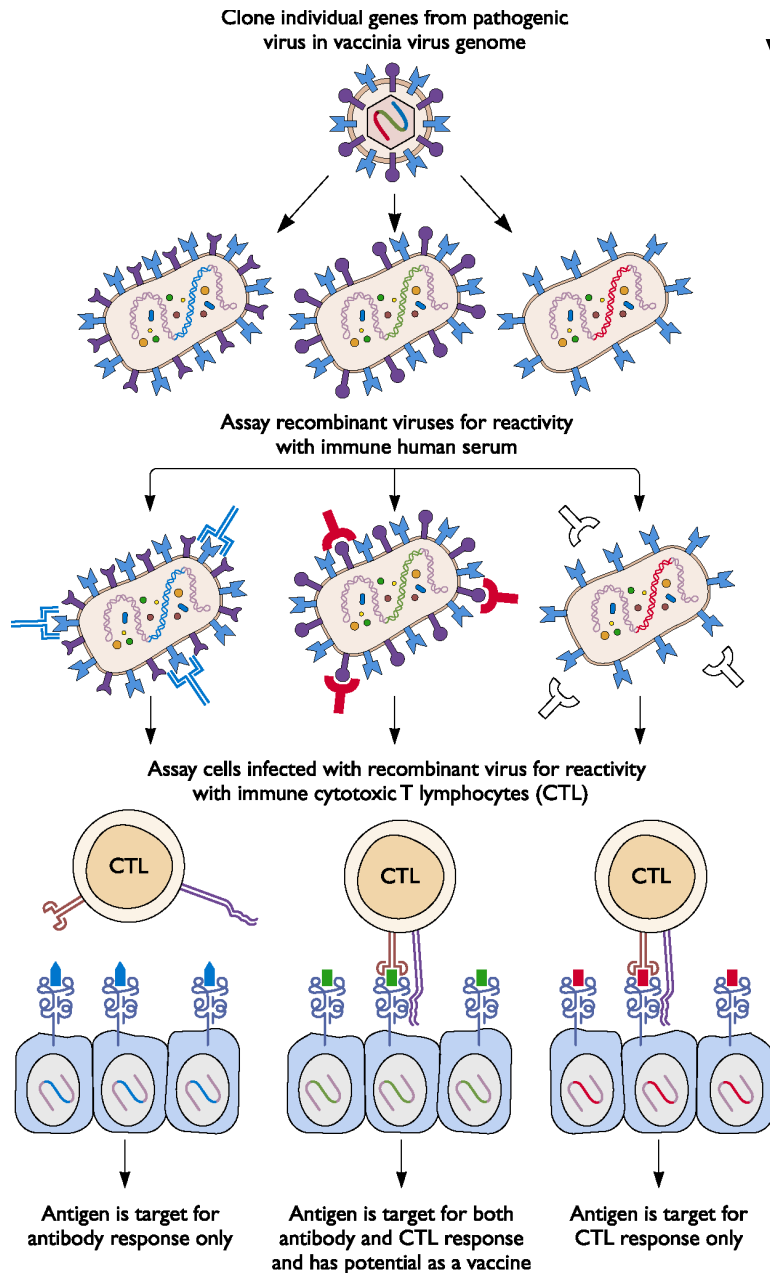 Clone individual genes from pathogenic
virus in vaccinia virus genome
Assay recombinant viruses for reactivity
with immune human serum
Assay cells infected with recombinant virus for reactivity
with immune cytotoxic T lymphocytes (CTL)
CTL
CTL
CTL
Antigen is target for
antibody response only
Antigen is target for both
antibody and CTL response
and has potential as a vaccine
Antigen is target for
CTL response only